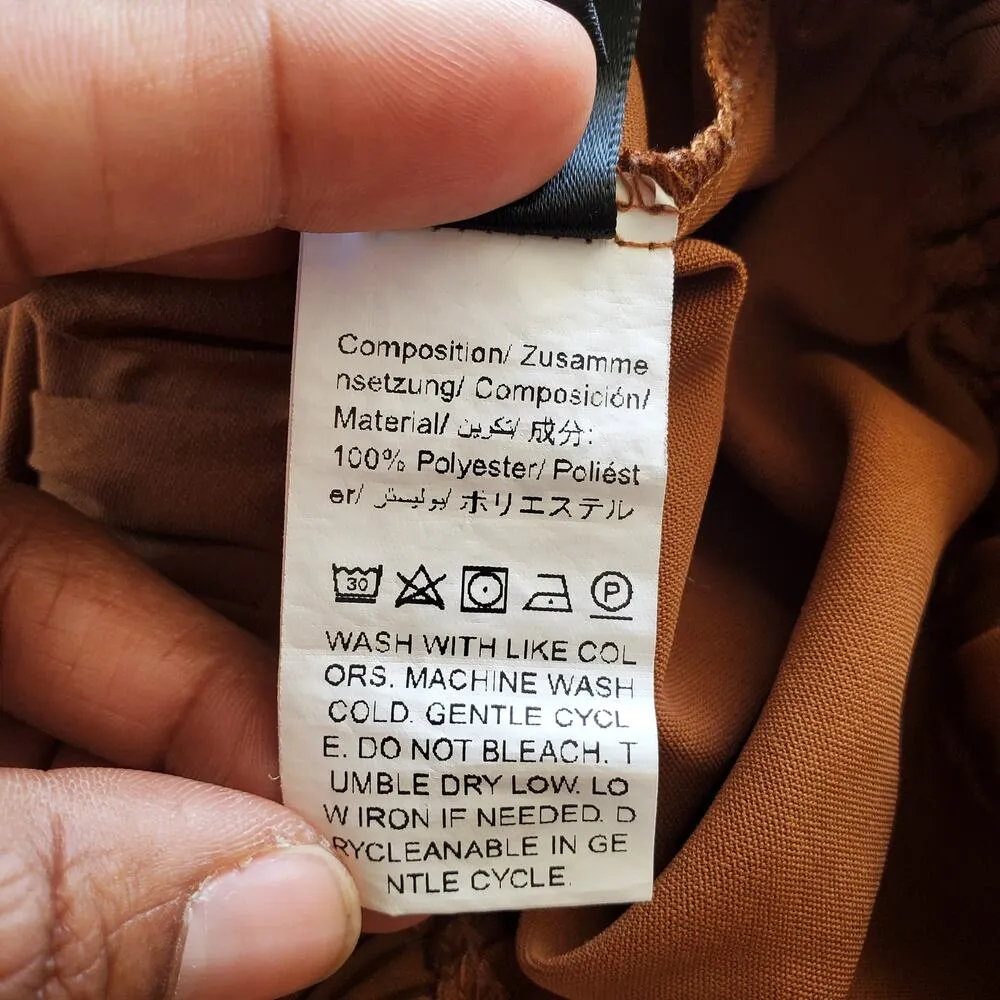 Composition/ Zusamme
nsetzung/ Composición/
Material/ تكوين/ 成分:
100% Polyester/ Poliést
er/ بوليستر/ ポリエステル
30 P
WASH WITH LIKE COL
ORS. MACHINE WASH
COLD. GENTLE CYCL
E. DO NOT BLEACH. T
UMBLE DRY LOW. LO
W IRON IF NEEDED. D
RYCLEANABLE IN GE
NTLE CYCLE.